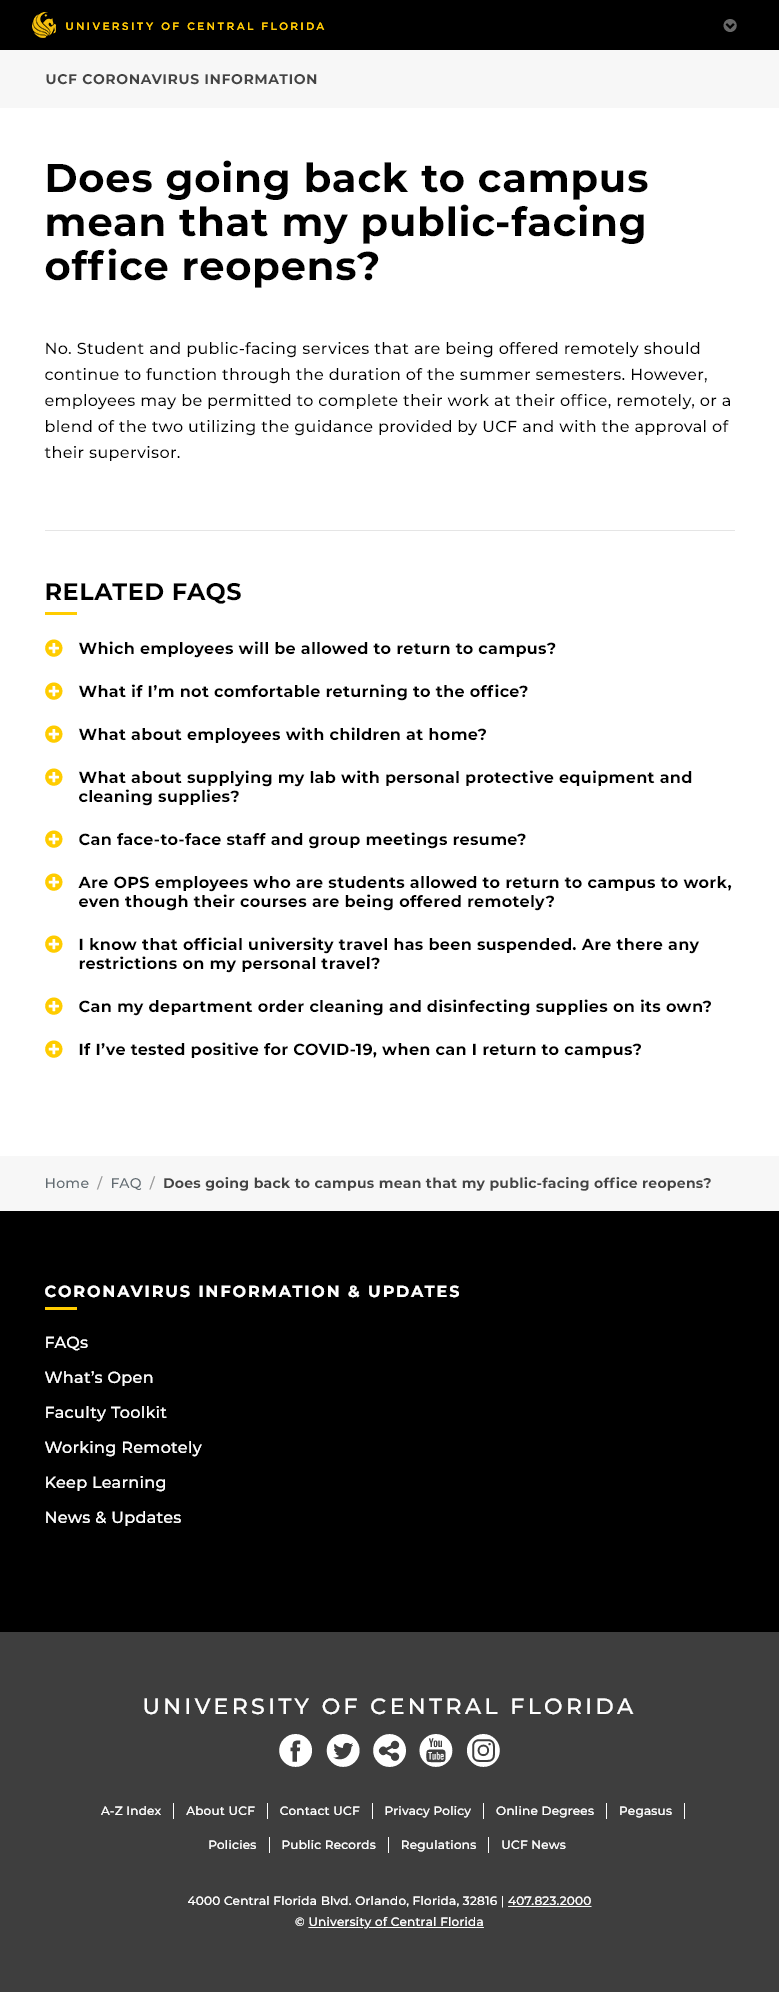 UNIVERSITY OF CENTRAL FLORIDA
UCF CORONAVIRUS INFORMATION
Does going back to campus
mean that my public-facing
office reopens?
No. Student and public-facing services that are being offered remotely should
continue to function through the duration of the summer semesters. However,
employees may be permitted to complete their work at their office, remotely, or a
blend of the two utilizing the guidance provided by UCF and with the approval of
their supervisor.
RELATED FAQS
Which employees will be allowed to return to campus?
What if I’m not comfortable returning to the office?
What about employees with children at home?
What about supplying my lab with personal protective equipment and
cleaning supplies?
Can face-to-face staff and group meetings resume?
Are OPS employees who are students allowed to return to campus to work,
even though their courses are being offered remotely?
I know that official university travel has been suspended. Are there any
restrictions on my personal travel?
Can my department order cleaning and disinfecting supplies on its own?
If I’ve tested positive for COVID-19, when can I return to campus?
Home / FAQ / Does going back to campus mean that my public-facing office reopens?
CORONAVIRUS INFORMATION & UPDATES
FAQs
What’s Open
Faculty Toolkit
Working Remotely
Keep Learning
News & Updates
UNIVERSITY OF CENTRAL FLORIDA
You
Tube
A-Z Index | About UCF | Contact UCF | Privacy Policy | Online Degrees | Pegasus |
Policies | Public Records | Regulations | UCF News
4000 Central Florida Blvd. Orlando, Florida, 32816 | 407.823.2000
© University of Central Florida